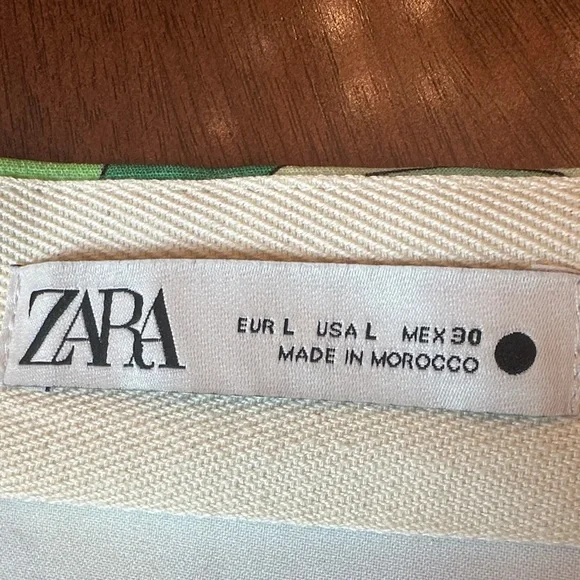 ZARA
EUR L USA L MEX 30
MADE IN MOROCCO